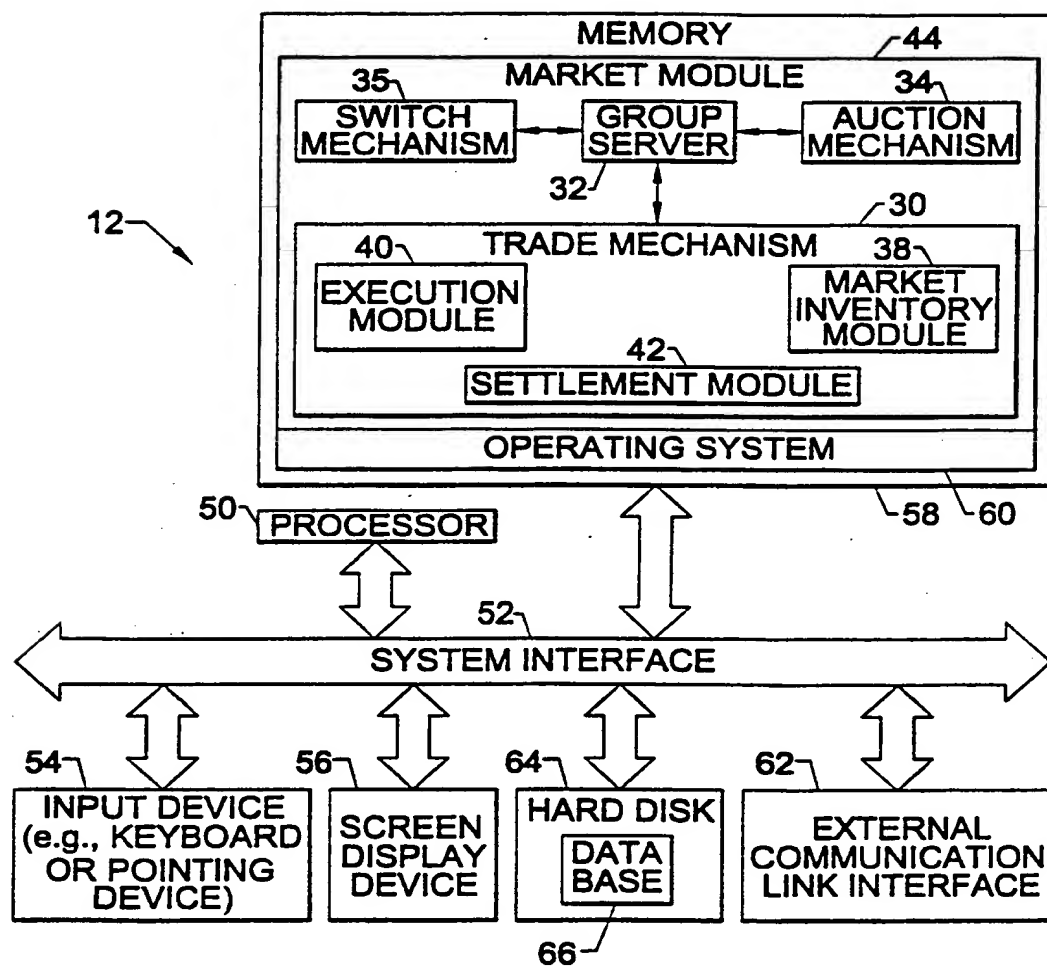 MEMORY
44
MARKET MODULE
35
34
SWITCH
MECHANISM
GROUP
SERVER
AUCTION
MECHANISM
32
12
30
TRADE MECHANISM
40
38
EXECUTION
MODULE
MARKET
INVENTORY
MODULE
42
SETTLEMENT MODULE
OPERATING SYSTEM
50
58
60
PROCESSOR
52
SYSTEM INTERFACE
54
56
64
62
INPUT DEVICE
(e.g., KEYBOARD
OR POINTING
DEVICE)
SCREEN
DISPLAY
DEVICE
HARD DISK
DATA
BASE
EXTERNAL
COMMUNICATION
LINK INTERFACE
66